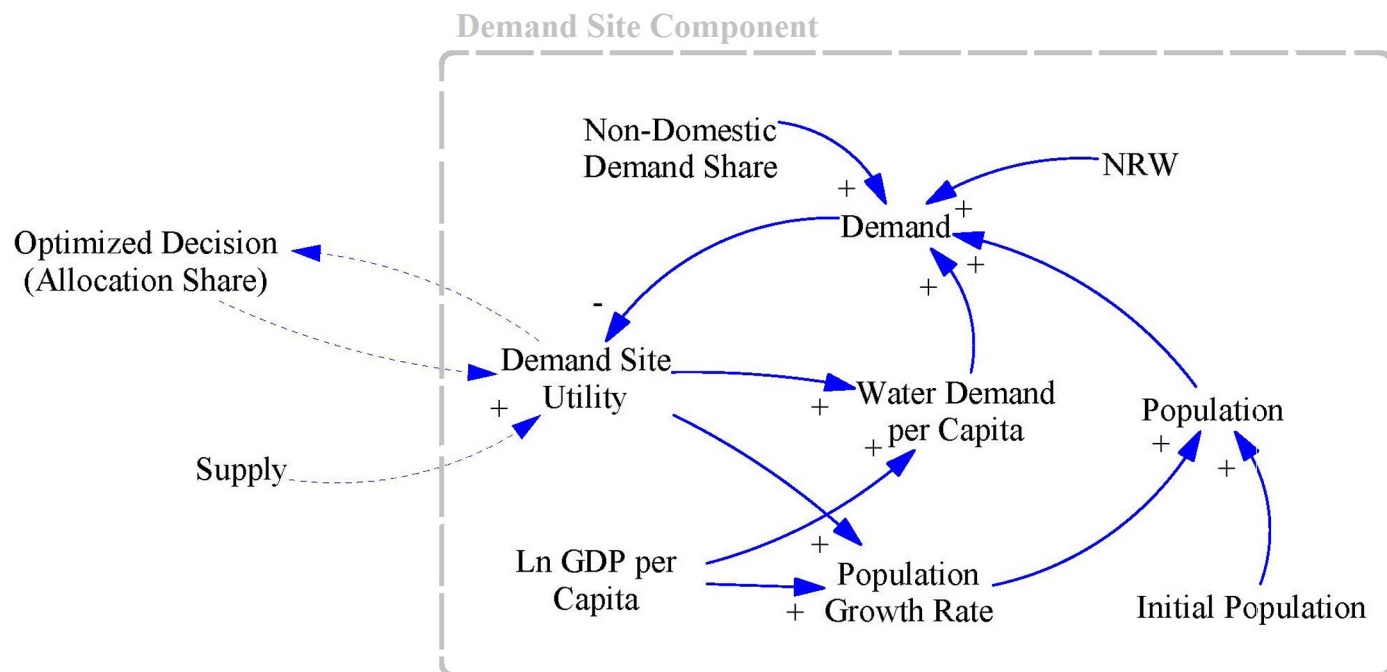 Demand Site Component
Non-Domestic
Demand Share
NRW
+
+
Demand
+
+
Optimized Decision
(Allocation Share)
-
Demand Site
Utility
+
Water Demand
per Capita
+
+
Population
+
+
Supply
Ln GDP per
Capita
+
+
Population
Growth Rate
Initial Population